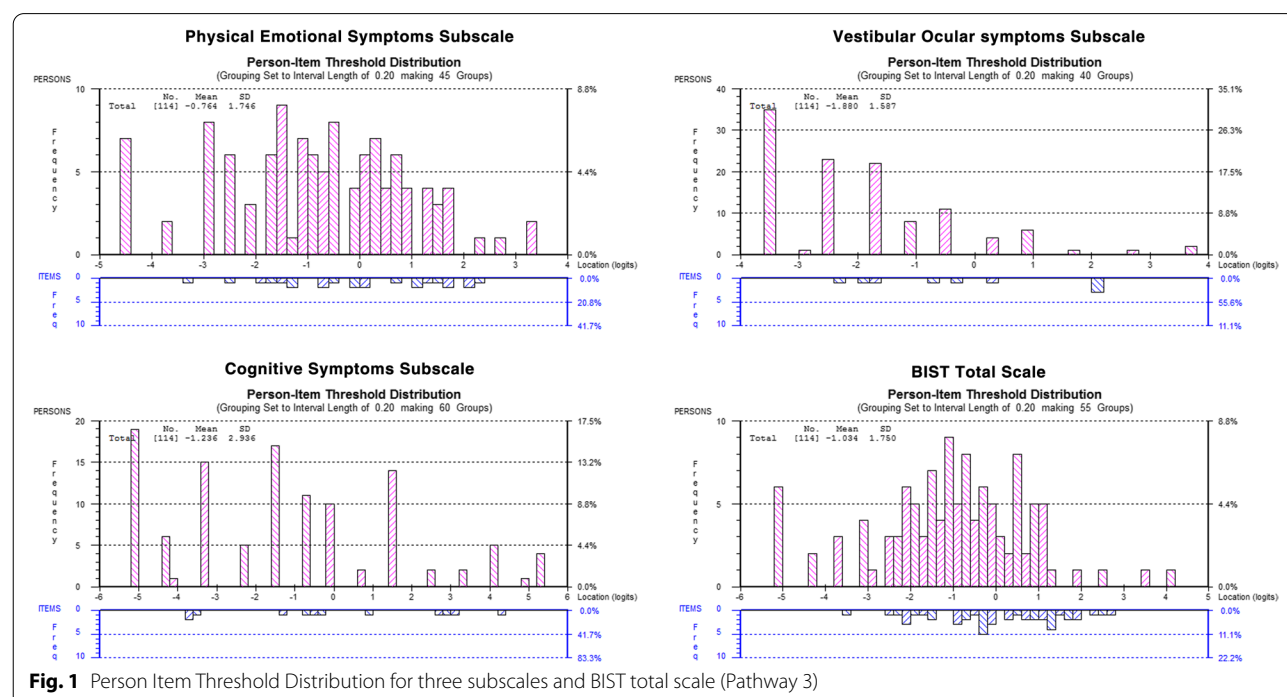 Physical Emotional Symptoms Subscale
Person-Item Threshold Distribution
(Grouping Set to Interval Length of 0.20 making 45 Groups)
PERSONS
No. Mean SD
Total [114] -0.764 1.746
Frequency
10 8.8%
5 4.4%
0 0.0%
-5 -4 -3 -2 -1 0 1 2 3 4 Location (logits)
ITEMS 0 0.0%
Freq
5 20.8%
10 41.7%
Vestibular Ocular symptoms Subscale
Person-Item Threshold Distribution
(Grouping Set to Interval Length of 0.20 making 40 Groups)
PERSONS
No. Mean SD
Total [114] -1.880 1.587
Frequency
40 35.1%
30 26.3%
20 17.5%
10 8.8%
0 0.0%
-4 -3 -2 -1 0 1 2 3 4 Location (logits)
ITEMS 0 0.0%
Freq
5 55.6%
10 11.1%
Cognitive Symptoms Subscale
Person-Item Threshold Distribution
(Grouping Set to Interval Length of 0.20 making 60 Groups)
PERSONS
No. Mean SD
Total [114] -1.236 2.936
Frequency
20 17.5%
15 13.2%
10 8.8%
5 4.4%
0 0.0%
-6 -5 -4 -3 -2 -1 0 1 2 3 4 5 6 Location (logits)
ITEMS 0 0.0%
Freq
5 41.7%
10 83.3%
BIST Total Scale
Person-Item Threshold Distribution
(Grouping Set to Interval Length of 0.20 making 55 Groups)
PERSONS
No. Mean SD
Total [114] -1.034 1.750
Frequency
10 8.8%
5 4.4%
0 0.0%
-6 -5 -4 -3 -2 -1 0 1 2 3 4 5 Location (logits)
ITEMS 0 0.0%
Freq
5 11.1%
10 22.2%
Fig. 1 Person Item Threshold Distribution for three subscales and BIST total scale (Pathway 3)